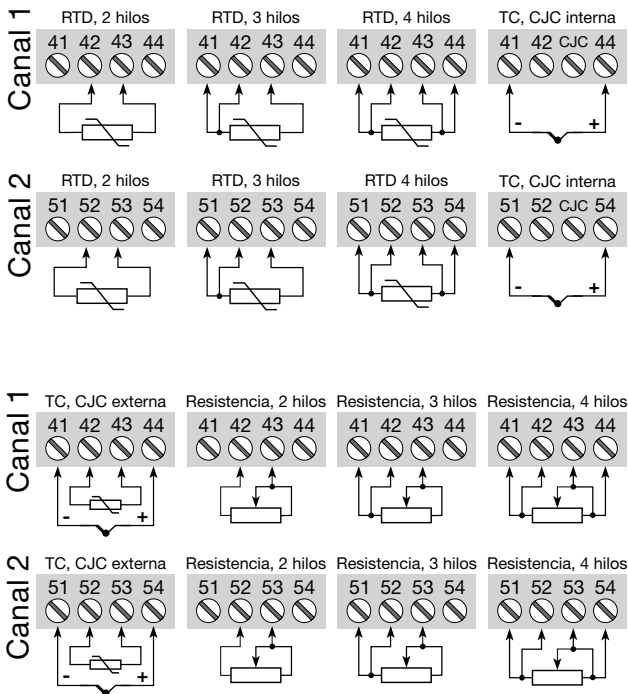 Canal 1
RTD, 2 hilos
41 42 43 44
RTD, 3 hilos
41 42 43 44
RTD, 4 hilos
41 42 43 44
TC, CJC interna
41 42 CJC 44
- +
Canal 2
RTD, 2 hilos
51 52 53 54
RTD, 3 hilos
51 52 53 54
RTD 4 hilos
51 52 53 54
TC, CJC interna
51 52 CJC 54
- +
Canal 1
TC, CJC externa
41 42 43 44
- +
Resistencia, 2 hilos
41 42 43 44
Resistencia, 3 hilos
41 42 43 44
Resistencia, 4 hilos
41 42 43 44
Canal 2
TC, CJC externa
51 52 53 54
- +
Resistencia, 2 hilos
51 52 53 54
Resistencia, 3 hilos
51 52 53 54
Resistencia, 4 hilos
51 52 53 54